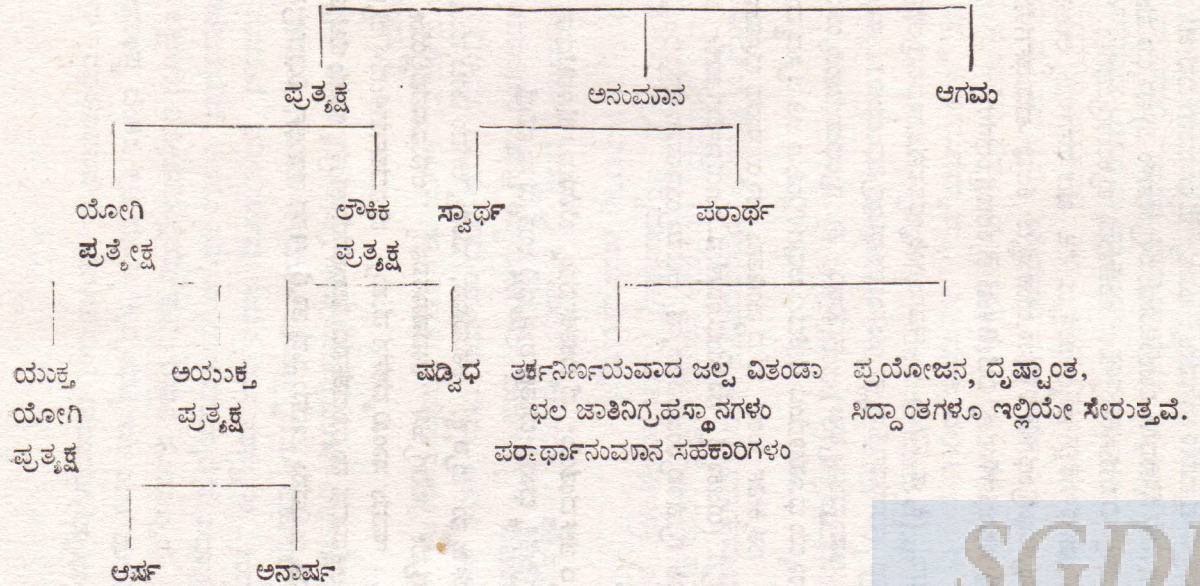 ಪ್ರತ್ಯಕ್ಷ ಅನುಮಾನ ಆಗಮ
ಯೋಗಿ ಲೌಕಿಕ ಸ್ವಾರ್ಥ ಪರಾರ್ಥ
ಪ್ರತ್ಯೇಕ್ಷ ಪ್ರತ್ಯಕ್ಷ
ಯುಕ್ತ ಅಯುಕ್ತ ಷಡ್ವಿಧ ತರ್ಕನಿರ್ಣಯವಾದ ಜಲ್ಪ ವಿತಂಡಾ ಪ್ರಯೋಜನ, ದೃಷ್ಟಾಂತ,
ಯೋಗಿ ಪ್ರತ್ಯಕ್ಷ ಛಲ ಜಾತಿನಿಗ್ರಹಸ್ಥಾನಗಳು ಸಿದ್ದಾಂತಗಳೂ ಇಲ್ಲಿಯೇ ಸೇರುತ್ತವೆ.
ಪ್ರತ್ಯಕ್ಷ ಪರಾರ್ಥಾನುಮಾನ ಸಹಕಾರಿಗಳು
ಆರ್ಷ ಅನಾರ್ಷ